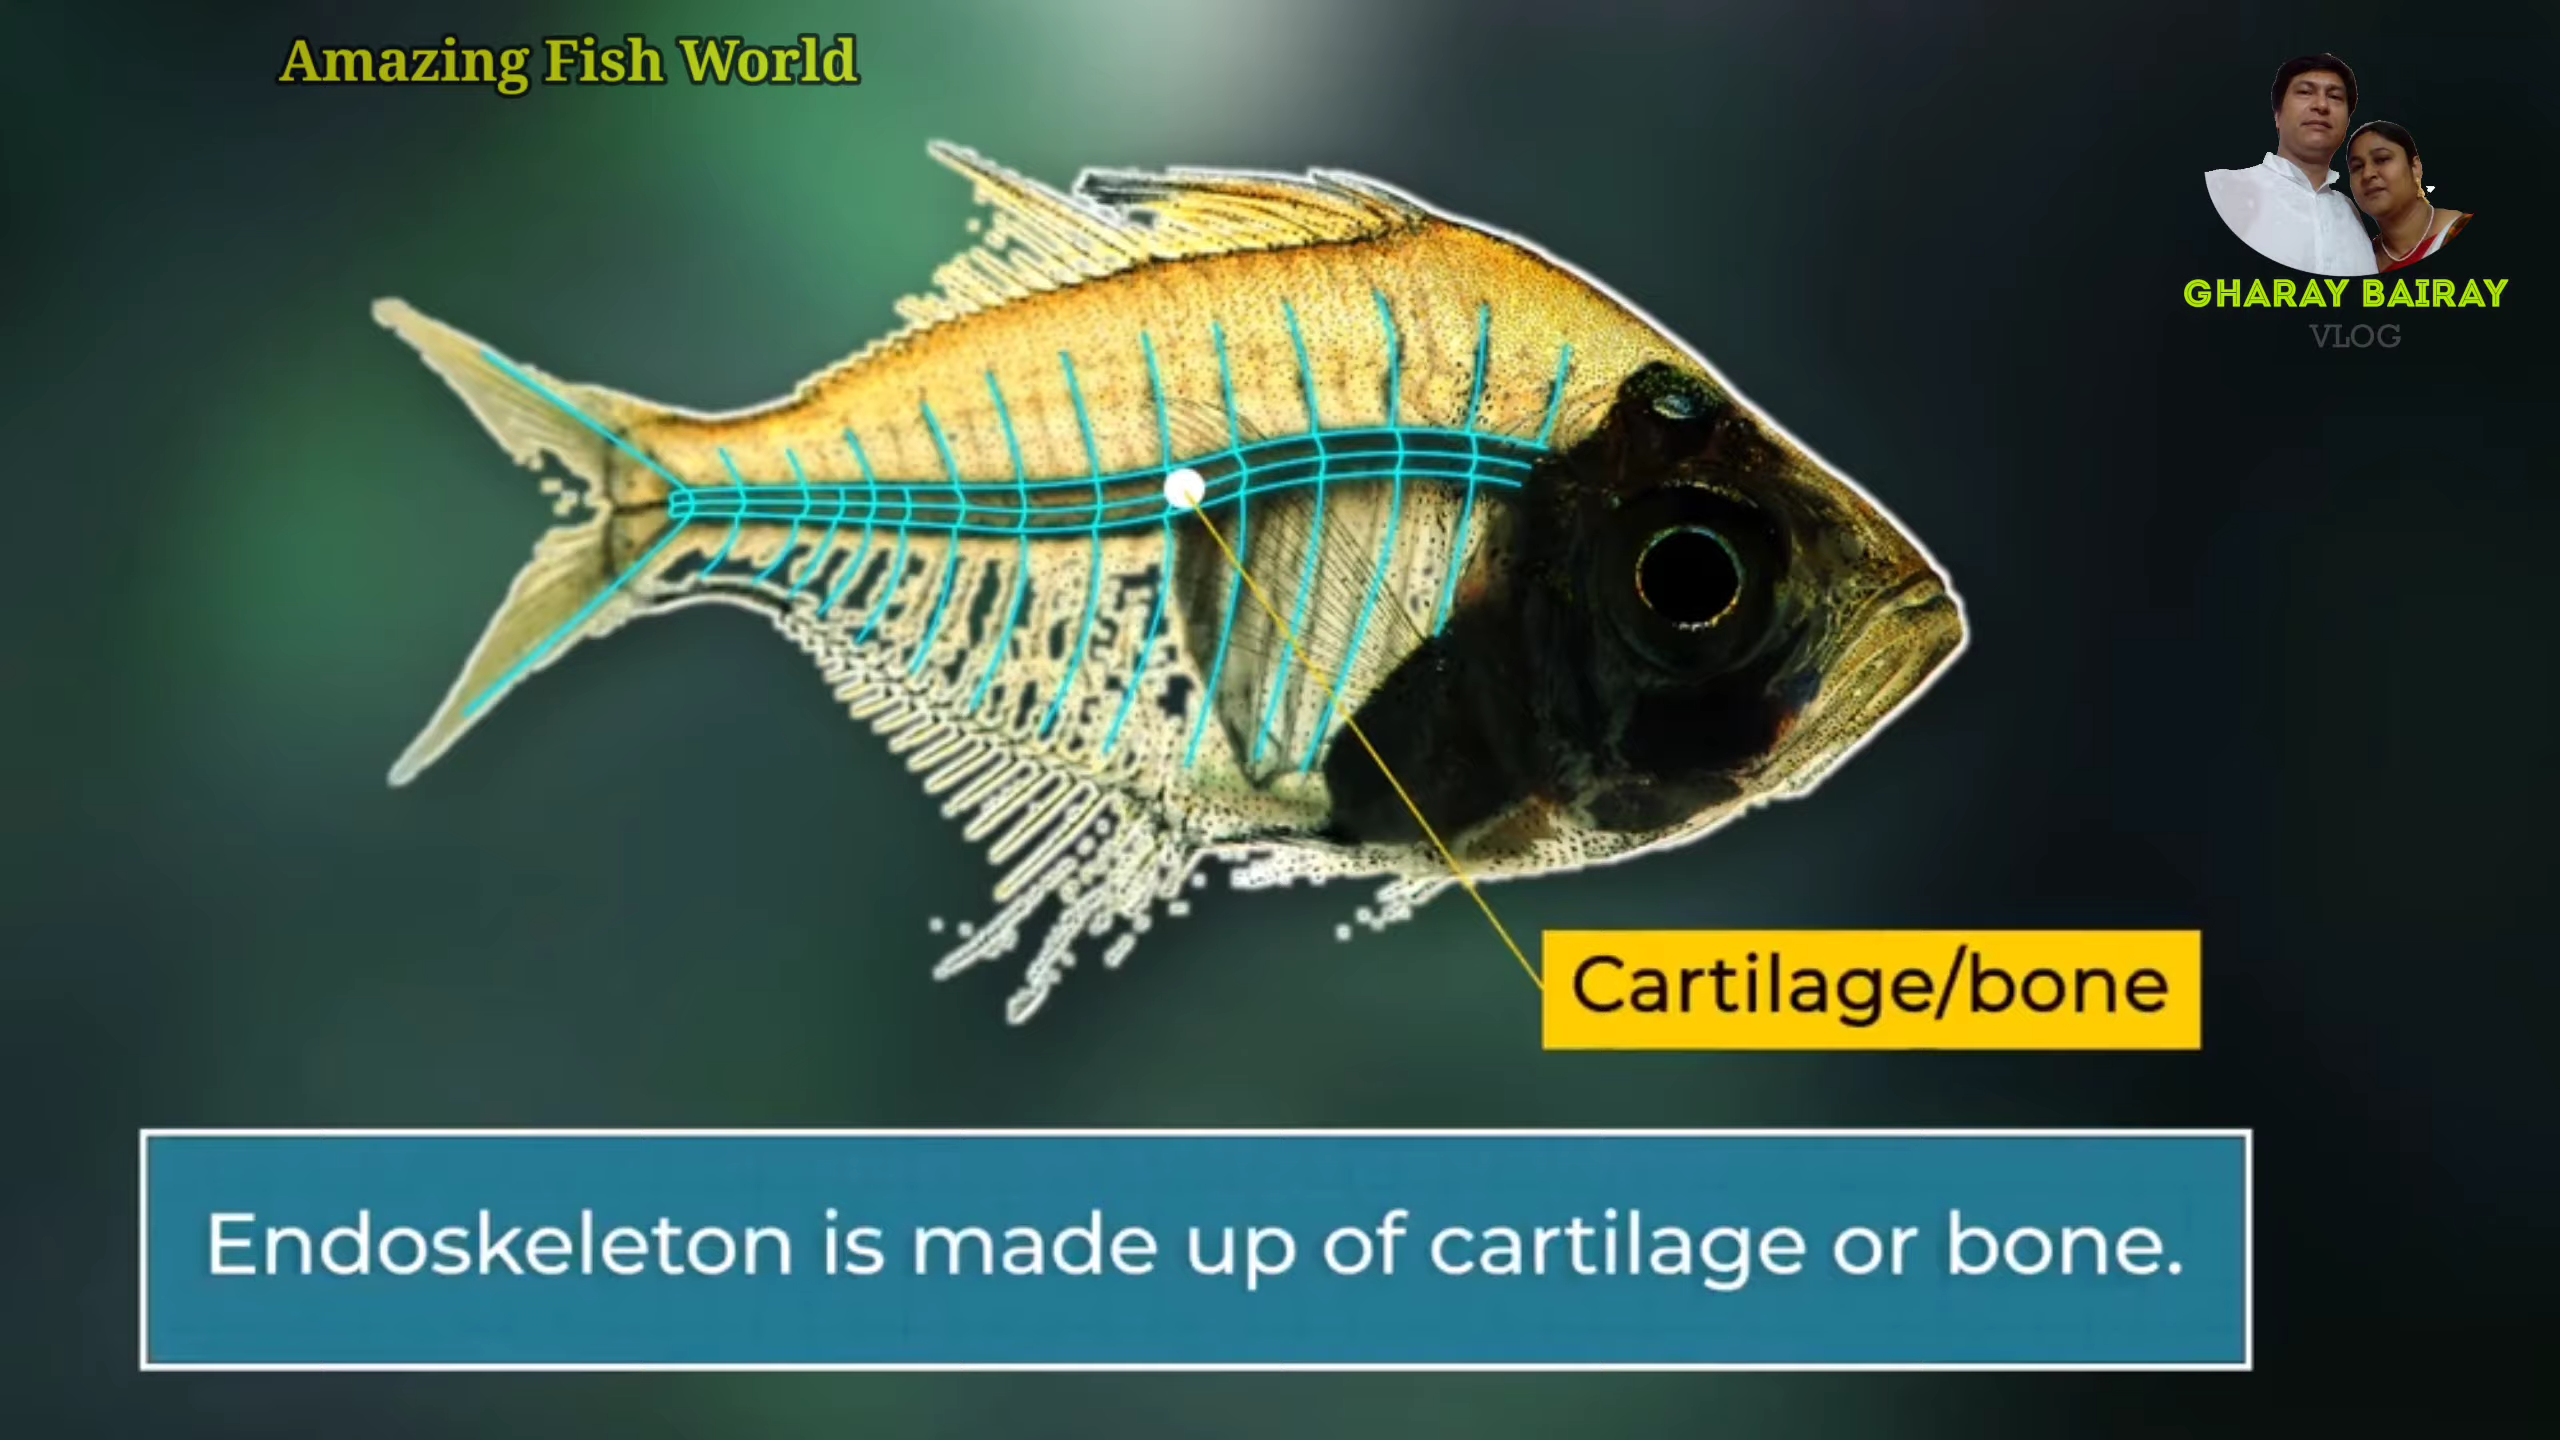 Amazing Fish World
GHARAY BAIRAY
VLOG
Cartilage/bone
Endoskeleton is made up of cartilage or bone.